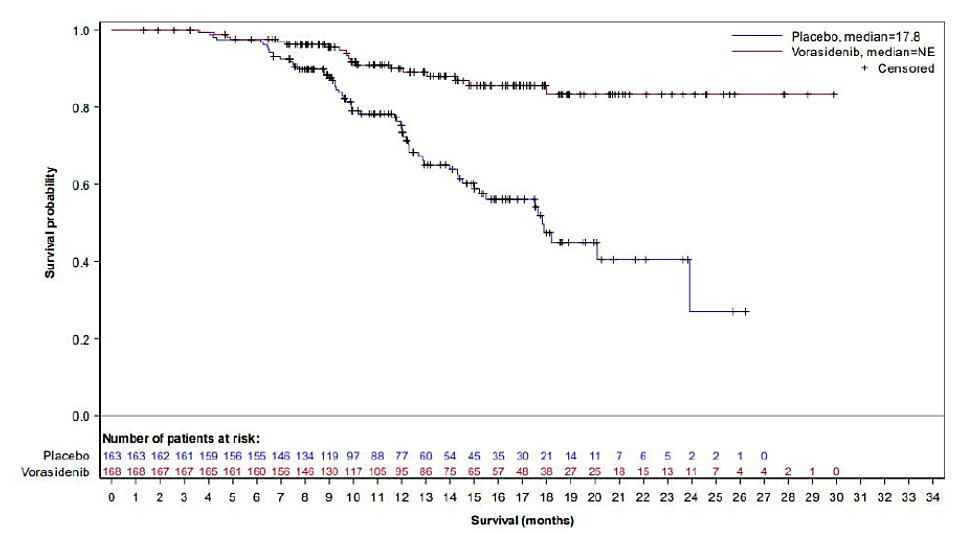 Placebo, median=17.8
Vorasidenib, median=NE
+ Censored
1.0
0.8
0.6
0.4
0.2
0.0
Survival probability
Number of patients at risk:
Placebo 163 163 162 161 159 156 155 146 134 119 97 88 77 60 54 45 35 30 21 14 11 7 6 5 2 2 1 0
Vorasidenib 168 168 167 167 165 161 160 156 146 130 117 105 95 86 75 65 57 48 38 27 25 18 15 13 11 7 4 4 2 1 0
0 1 2 3 4 5 6 7 8 9 10 11 12 13 14 15 16 17 18 19 20 21 22 23 24 25 26 27 28 29 30 31 32 33 34
Survival (months)